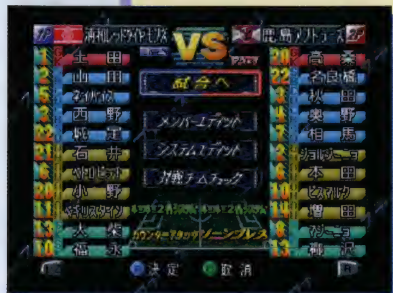 1P 浦和レッドダイヤモンズ VS 鹿島アントラーズ 2P
1 土田 20 高桑
2 山田 22 名良橋
5 ネイハイス 3 秋田
3 西野 4 奥野
22 城定 7 相馬
31 石井 2 ジョルジーニョ
6 ペトロビッチ 6 本田
28 小野 10 ビスマルク
ベギリスタイン 14 増田
13 大柴 8 マジーニョ
10 福永 13 柳沢
試合へ
メンバーエディット
システムエディット
対戦チームチェック
カウンターアタック ゾーンプレス
L 決定 取消 R